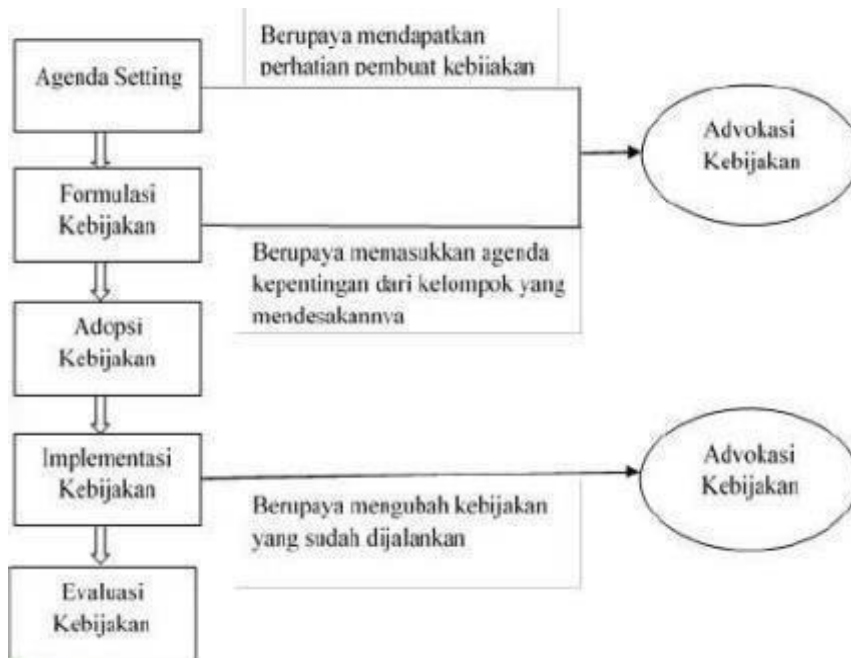 Berupaya mendapatkan
perhatian pembuat kebijakan
Agenda Setting
Advokasi
Kebijakan
Formulasi
Kebijakan
Berupaya memasukkan agenda
kepentingan dari kelompok yang
mendesakannya
Adopsi
Kebijakan
Implementasi
Kebijakan
Advokasi
Kebijakan
Berupaya mengubah kebijakan
yang sudah dijalankan
Evaluasi
Kebijakan